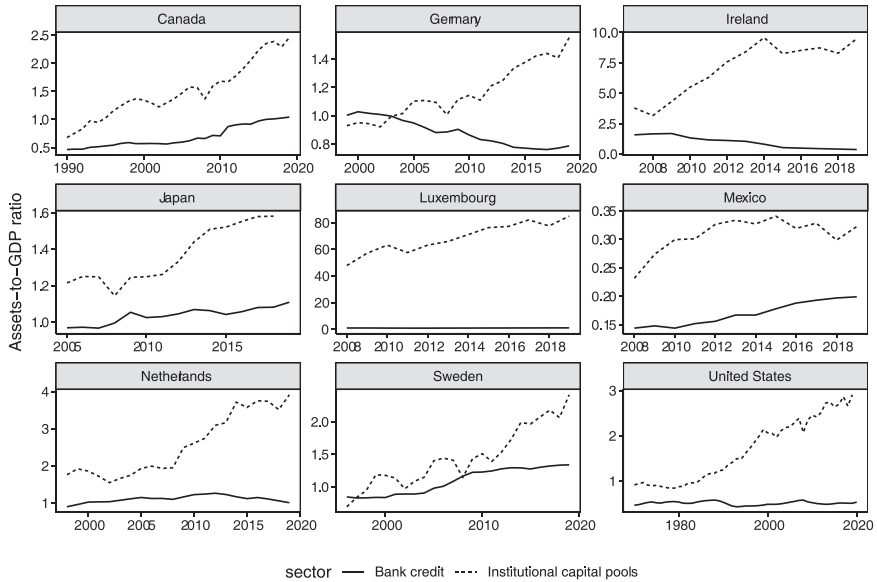 Assets-to-GDP ratio
Canada
2.5
2.0
1.5
1.0
0.5
1990 2000 2010 2020
Germany
1.4
1.2
1.0
0.8
2000 2005 2010 2015 2020
Ireland
10.0
7.5
5.0
2.5
0.0
2008 2010 2012 2014 2016 2018
Japan
1.6
1.4
1.2
1.0
2005 2010 2015
Luxembourg
80
60
40
20
0
2008 2010 2012 2014 2016 2018
Mexico
0.35
0.30
0.25
0.20
0.15
2008 2010 2012 2014 2016 2018
Netherlands
4
3
2
1
2000 2005 2010 2015 2020
Sweden
2.0
1.5
1.0
2000 2010 2020
United States
3
2
1
1980 2000 2020
sector Bank credit Institutional capital pools